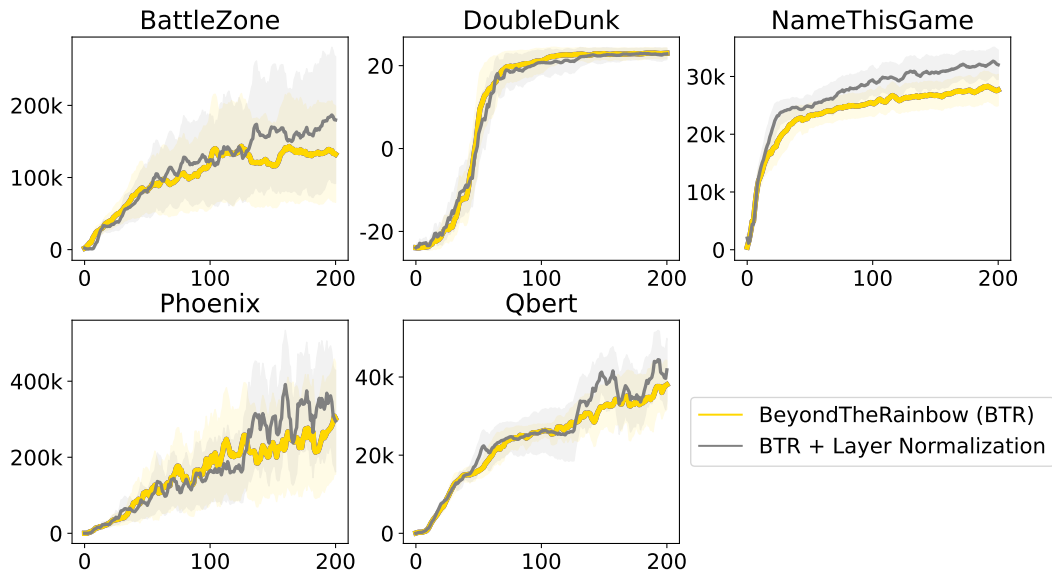 BattleZone
DoubleDunk
NameThisGame
200k
100k
0
0
100
200
20
0
-20
0
100
200
30k
20k
10k
0
0
100
200
Phoenix
Qbert
400k
200k
0
0
100
200
40k
20k
0
0
100
200
BeyondTheRainbow (BTR)
BTR + Layer Normalization